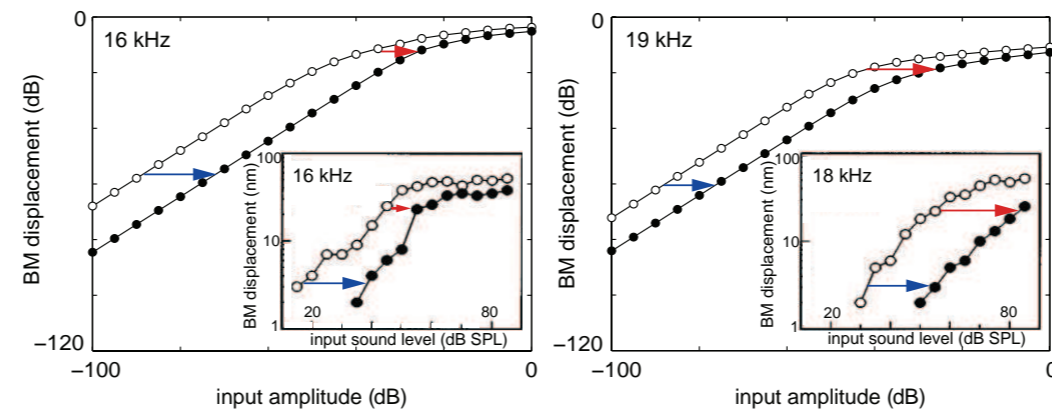 0
16 kHz
BM displacement (dB)
−120
−100
0
input amplitude (dB)
100
16 kHz
BM displacement (nm)
10
1
20
80
input sound level (dB SPL)
0
19 kHz
BM displacement (dB)
−120
−100
0
input amplitude (dB)
100
18 kHz
BM displacement (nm)
10
1
20
80
input sound level (dB SPL)